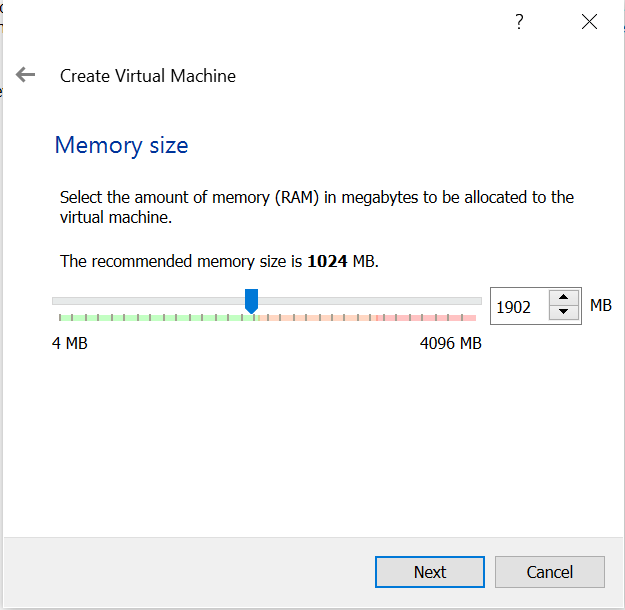 ?
Create Virtual Machine
Memory size
Select the amount of memory (RAM) in megabytes to be allocated to the
virtual machine.
The recommended memory size is 1024 MB.
1902 MB
4 MB 4096 MB
Next Cancel